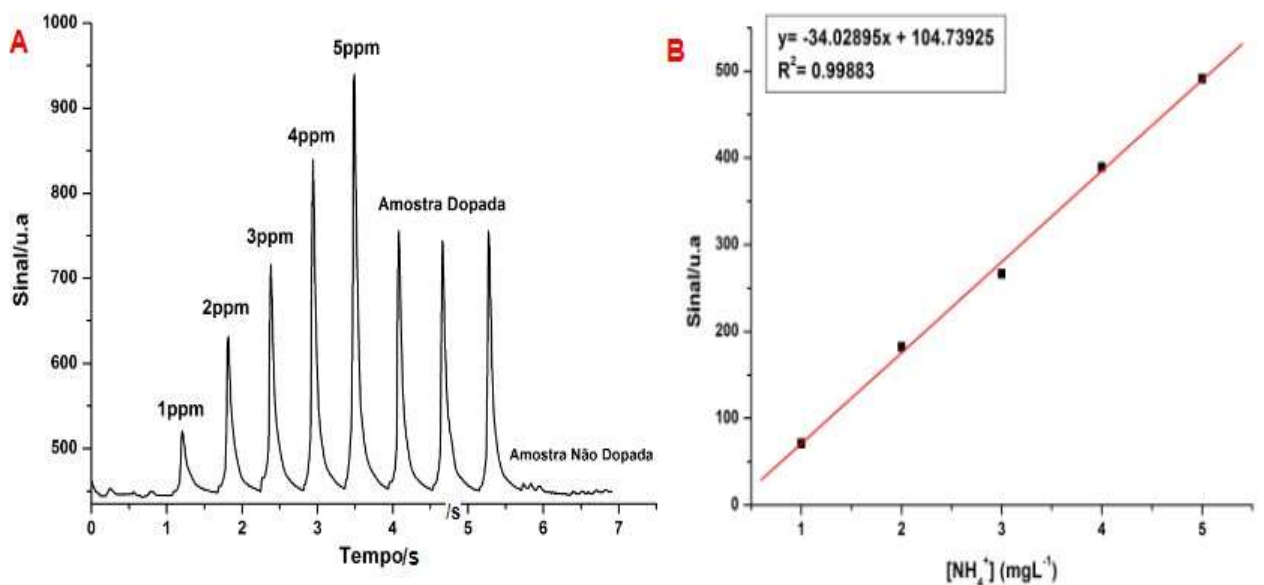 A
1000
900
800
700
600
500
Sinal/u.a
1ppm
2ppm
3ppm
4ppm
5ppm
Amostra Dopada
Amostra Não Dopada
0 1 2 3 4 5 6 7
/s
Tempo/s
B
y= -34.02895x + 104.73925
R²= 0.99883
500
400
300
200
100
0
Sinal/u.a
1 2 3 4 5
[NH₄⁺] (mgL⁻¹)